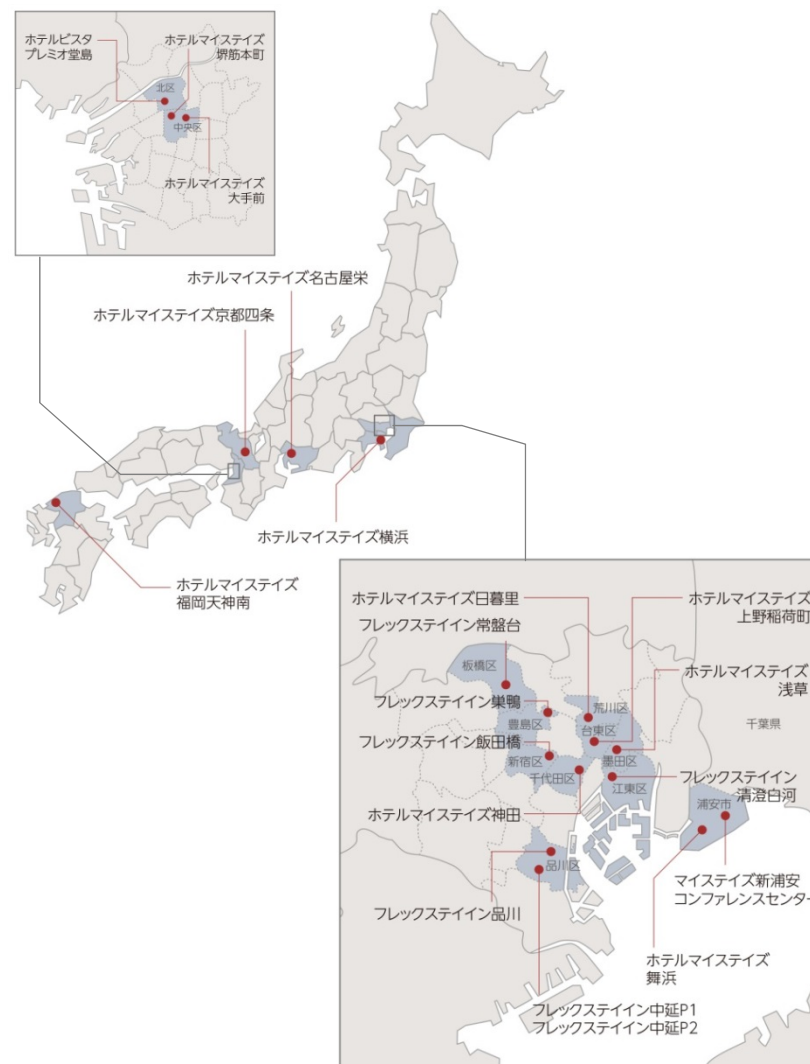 ホテルビスタ
プレミオ堂島
ホテルマイステイズ
堺筋本町
北区
中央区
ホテルマイステイズ
大手前
ホテルマイステイズ名古屋栄
ホテルマイステイズ京都四条
ホテルマイステイズ横浜
ホテルマイステイズ
福岡天神南
ホテルマイステイズ日暮里
ホテルマイステイズ
上野稲荷町
フレックステイイン常盤台
板橋区
ホテルマイステイズ
浅草
フレックステイイン巣鴨
荒川区
豊島区
台東区
千葉県
フレックステイイン飯田橋
新宿区
墨田区
千代田区
フレックステイイン
清澄白河
江東区
浦安市
ホテルマイステイズ神田
品川区
マイステイズ新浦安
コンファレンスセンター
フレックステイイン品川
ホテルマイステイズ
舞浜
フレックステイイン中延P1
フレックステイイン中延P2